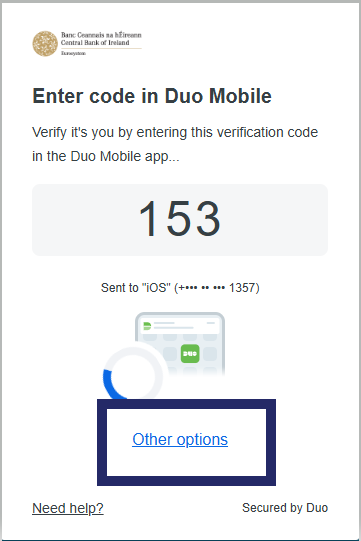 Banc Ceannais na hÉireann
Central Bank of Ireland
Eurosystem
Enter code in Duo Mobile
Verify it's you by entering this verification code
in the Duo Mobile app...
153
Sent to "iOS" (+••• •• ••• 1357)
DUO
Other options
Need help?
Secured by Duo